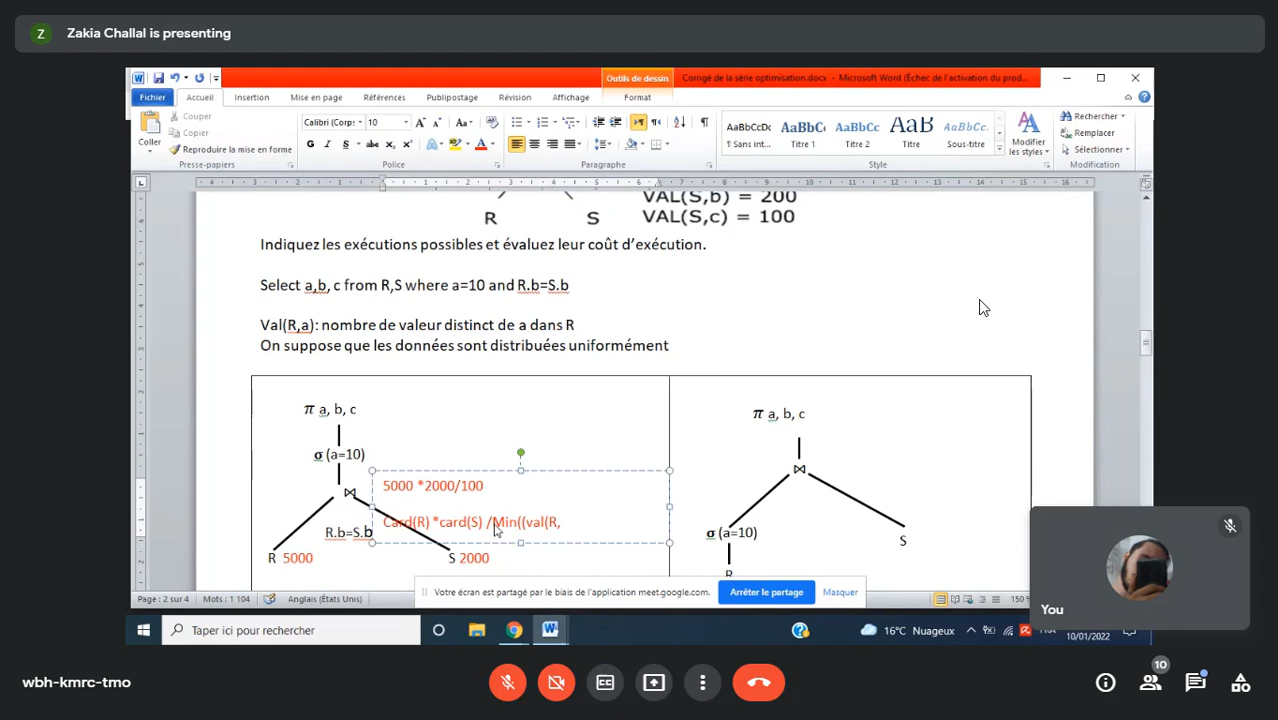 Z Zakia Challal is presenting
Outils de dessin
Corrigé de la série optimisation.docx - Microsoft Word (Échec de l'activation du prod...
Fichier Accueil Insertion Mise en page Références Publipostage Révision Affichage Format
Coller
Couper
Copier
Reproduire la mise en forme
Presse-papiers
Calibri (Corp: 10
Police
Paragraphe
AaBbCcDc
¶ Sans int...
AaBbC
Titre 1
AaBbCc
Titre 2
AaB
Titre
AaBbCc.
Sous-titre
Style
Modifier
les styles
Rechercher
Remplacer
Sélectionner
Modification
R S
VAL(S,b) = 200
VAL(S,c) = 100
Indiquez les exécutions possibles et évaluez leur coût d'exécution.
Select a,b, c from R,S where a=10 and R.b=S.b
Val(R,a): nombre de valeur distinct de a dans R
On suppose que les données sont distribuées uniformément
π a, b, c
σ (a=10)
⋈
5000 *2000/100
Card(R) *card(S) /Min((val(R,
R.b=S.b
R 5000
S 2000
π a, b, c
⋈
σ (a=10)
S
R
Votre écran est partagé par le biais de l'application meet.google.com.
Arrêter le partage
Masquer
Page : 2 sur 4
Mots : 1 104
Anglais (États Unis)
150 %
Taper ici pour rechercher
16°C Nuageux
10/01/2022
You
wbh-kmrc-tmo
10